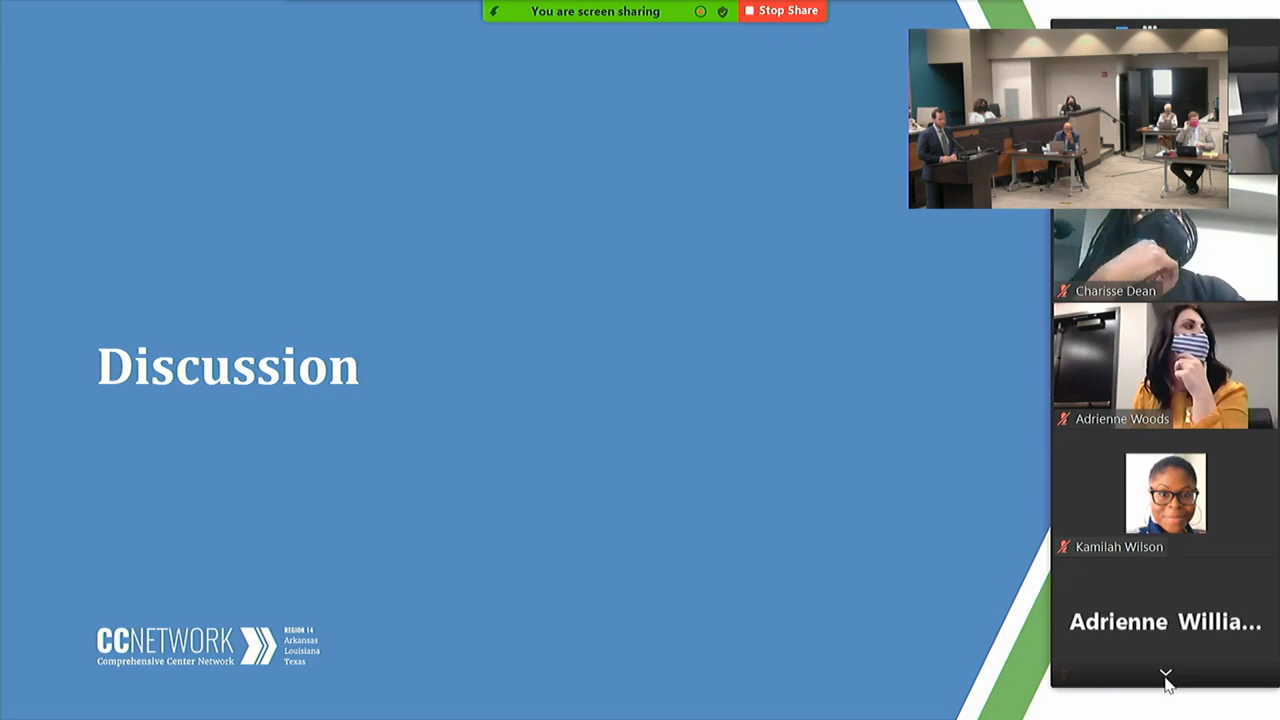 You are screen sharing
Stop Share
Charisse Dean
Adrienne Woods
Kamilah Wilson
Adrienne Willia...
Discussion
CCNETWORK
Comprehensive Center Network
REGION 14
Arkansas
Louisiana
Texas